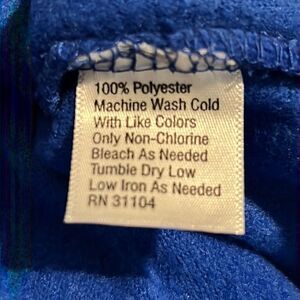 100% Polyester
Machine Wash Cold
With Like Colors
Only Non-Chlorine
Bleach As Needed
Tumble Dry Low
Low Iron As Needed
RN 31104